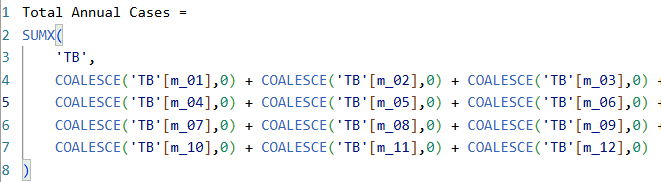 1 Total Annual Cases =
2 SUMX(
3 'TB',
4 COALESCE('TB'[m_01],0) + COALESCE('TB'[m_02],0) + COALESCE('TB'[m_03],0) +
5 COALESCE('TB'[m_04],0) + COALESCE('TB'[m_05],0) + COALESCE('TB'[m_06],0) +
6 COALESCE('TB'[m_07],0) + COALESCE('TB'[m_08],0) + COALESCE('TB'[m_09],0) +
7 COALESCE('TB'[m_10],0) + COALESCE('TB'[m_11],0) + COALESCE('TB'[m_12],0)
8 )